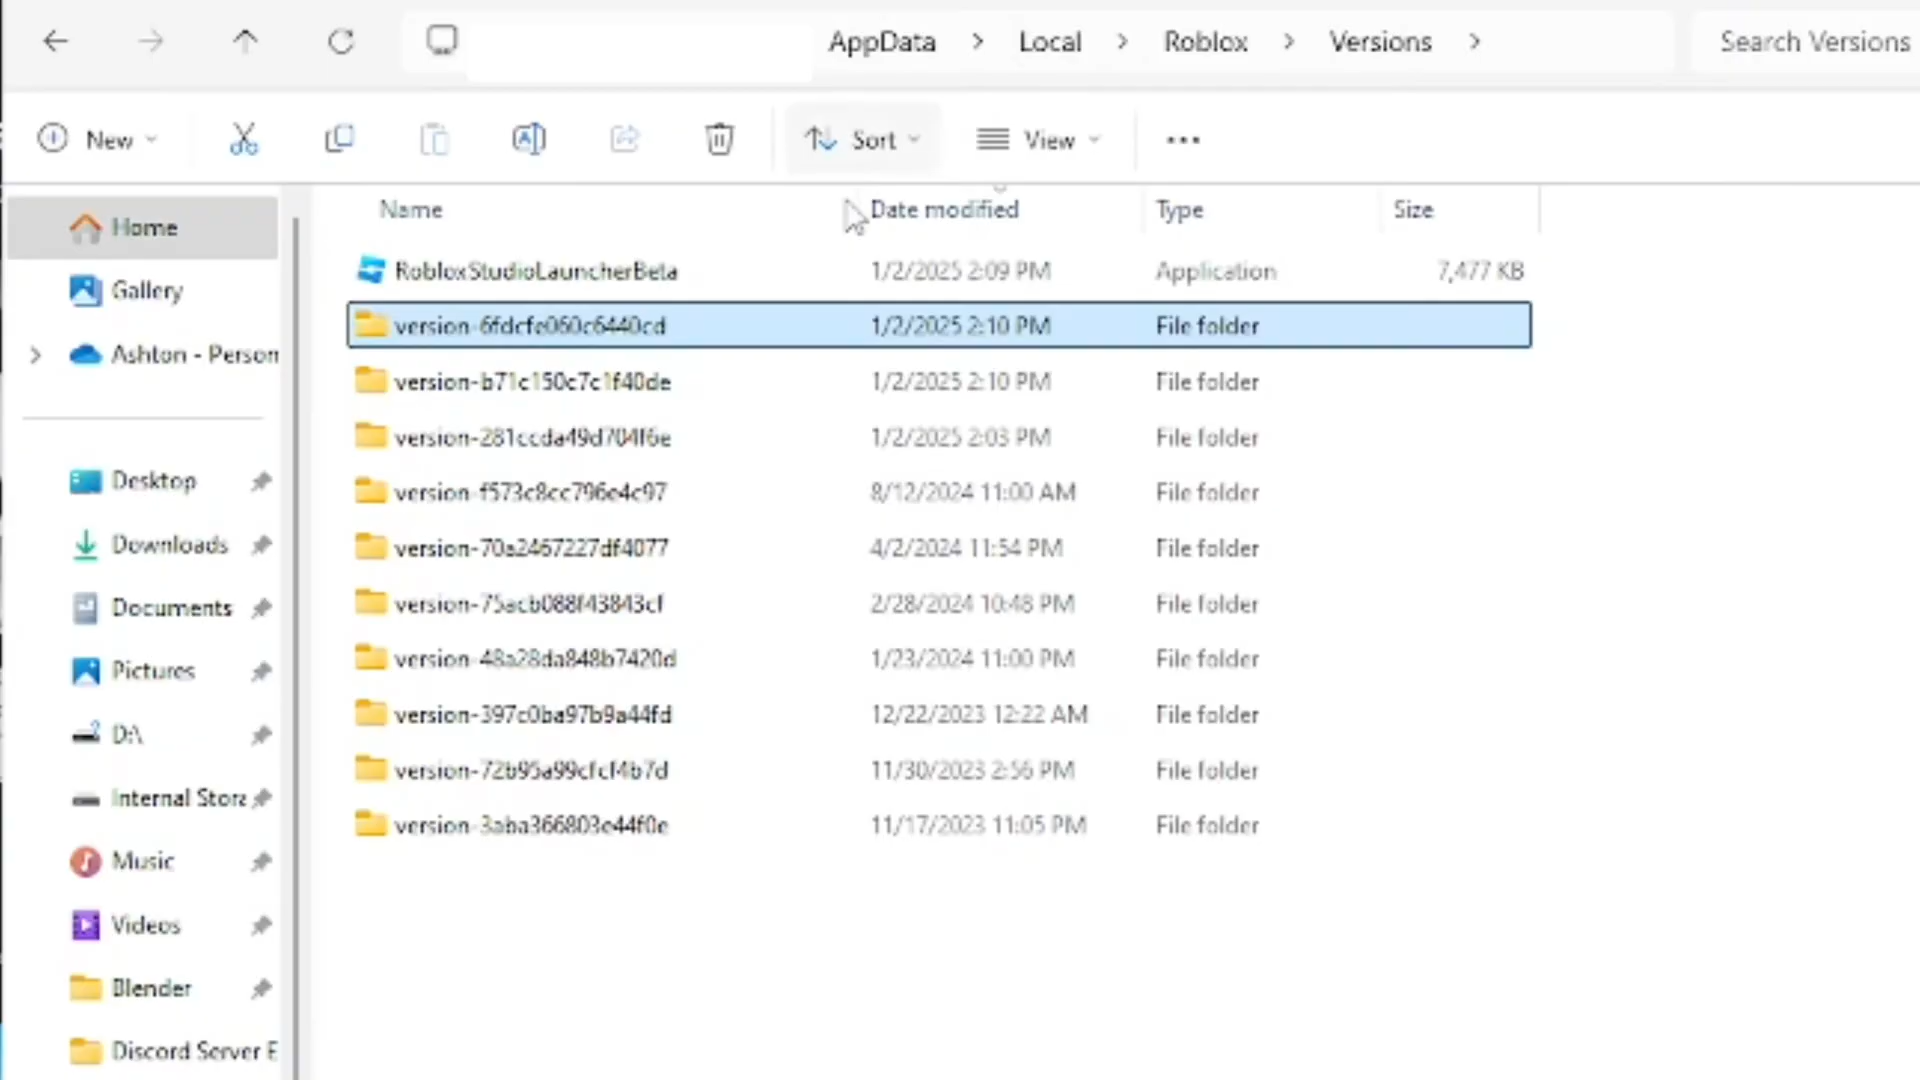 AppData > Local > Roblox > Versions >
Search Versions
New
Sort
View
Name Date modified Type Size
Home
Gallery
Ashton - Person
Desktop
Downloads
Documents
Pictures
D:\
Internal Stora
Music
Videos
Blender
Discord Server E
RobloxStudioLauncherBeta 1/2/2025 2:09 PM Application 7,477 KB
version-6fdcfe060c6440cd 1/2/2025 2:10 PM File folder
version-b71c150c7c1f40de 1/2/2025 2:10 PM File folder
version-281ccda49d704f6e 1/2/2025 2:03 PM File folder
version-f573c8cc796e4c97 8/12/2024 11:00 AM File folder
version-70a2467227df4077 4/2/2024 11:54 PM File folder
version-75acb088f43843cf 2/28/2024 10:48 PM File folder
version-48a28da848b7420d 1/23/2024 11:00 PM File folder
version-397c0ba97b9a44fd 12/22/2023 12:22 AM File folder
version-72b95a99cfcf4b7d 11/30/2023 2:56 PM File folder
version-3aba366803e44f0e 11/17/2023 11:05 PM File folder